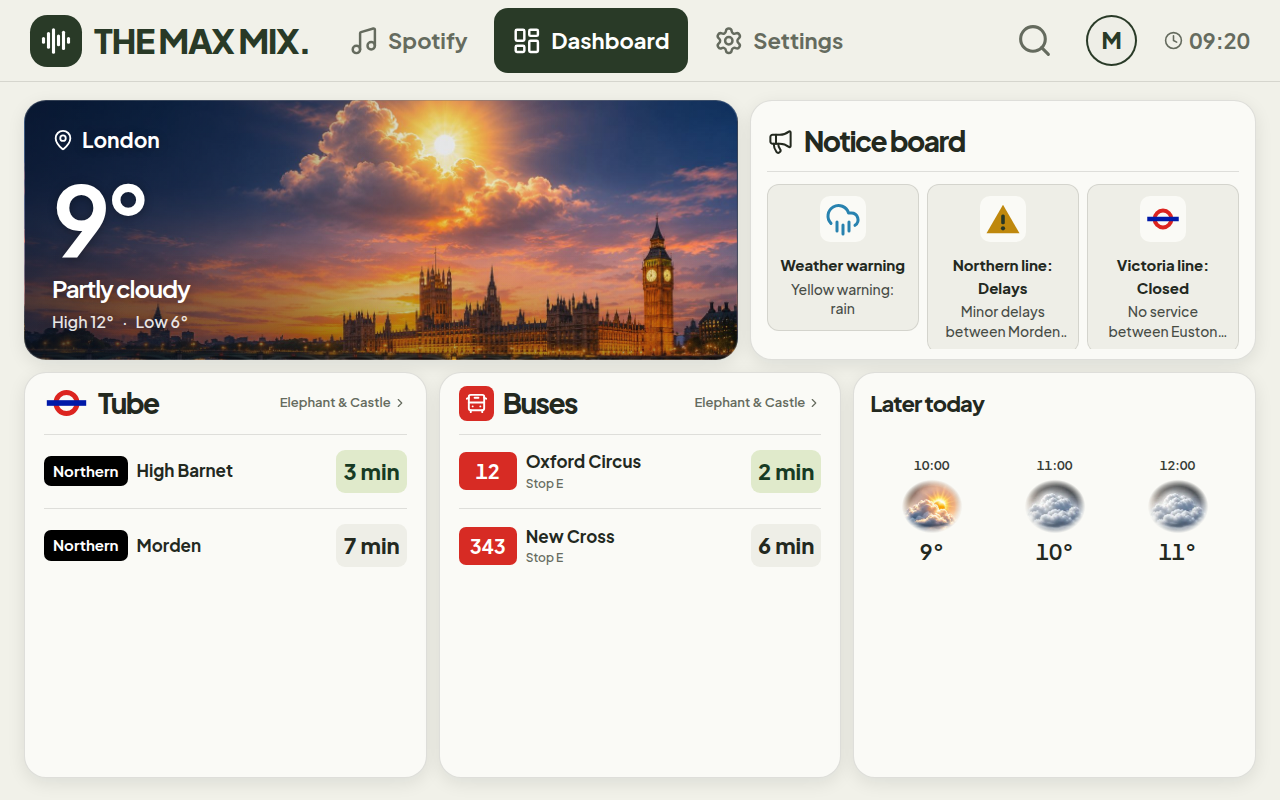 THE MAX MIX.
Spotify
Dashboard
Settings
M
09:20
London
9°
Partly cloudy
High 12° · Low 6°
Notice board
Weather warning
Yellow warning:
rain
Northern line:
Delays
Minor delays
between Morden..
Victoria line:
Closed
No service
between Euston...
Tube
Elephant & Castle >
Northern High Barnet 3 min
Northern Morden 7 min
Buses
Elephant & Castle >
12 Oxford Circus 2 min
Stop E
343 New Cross 6 min
Stop E
Later today
10:00 11:00 12:00
9° 10° 11°